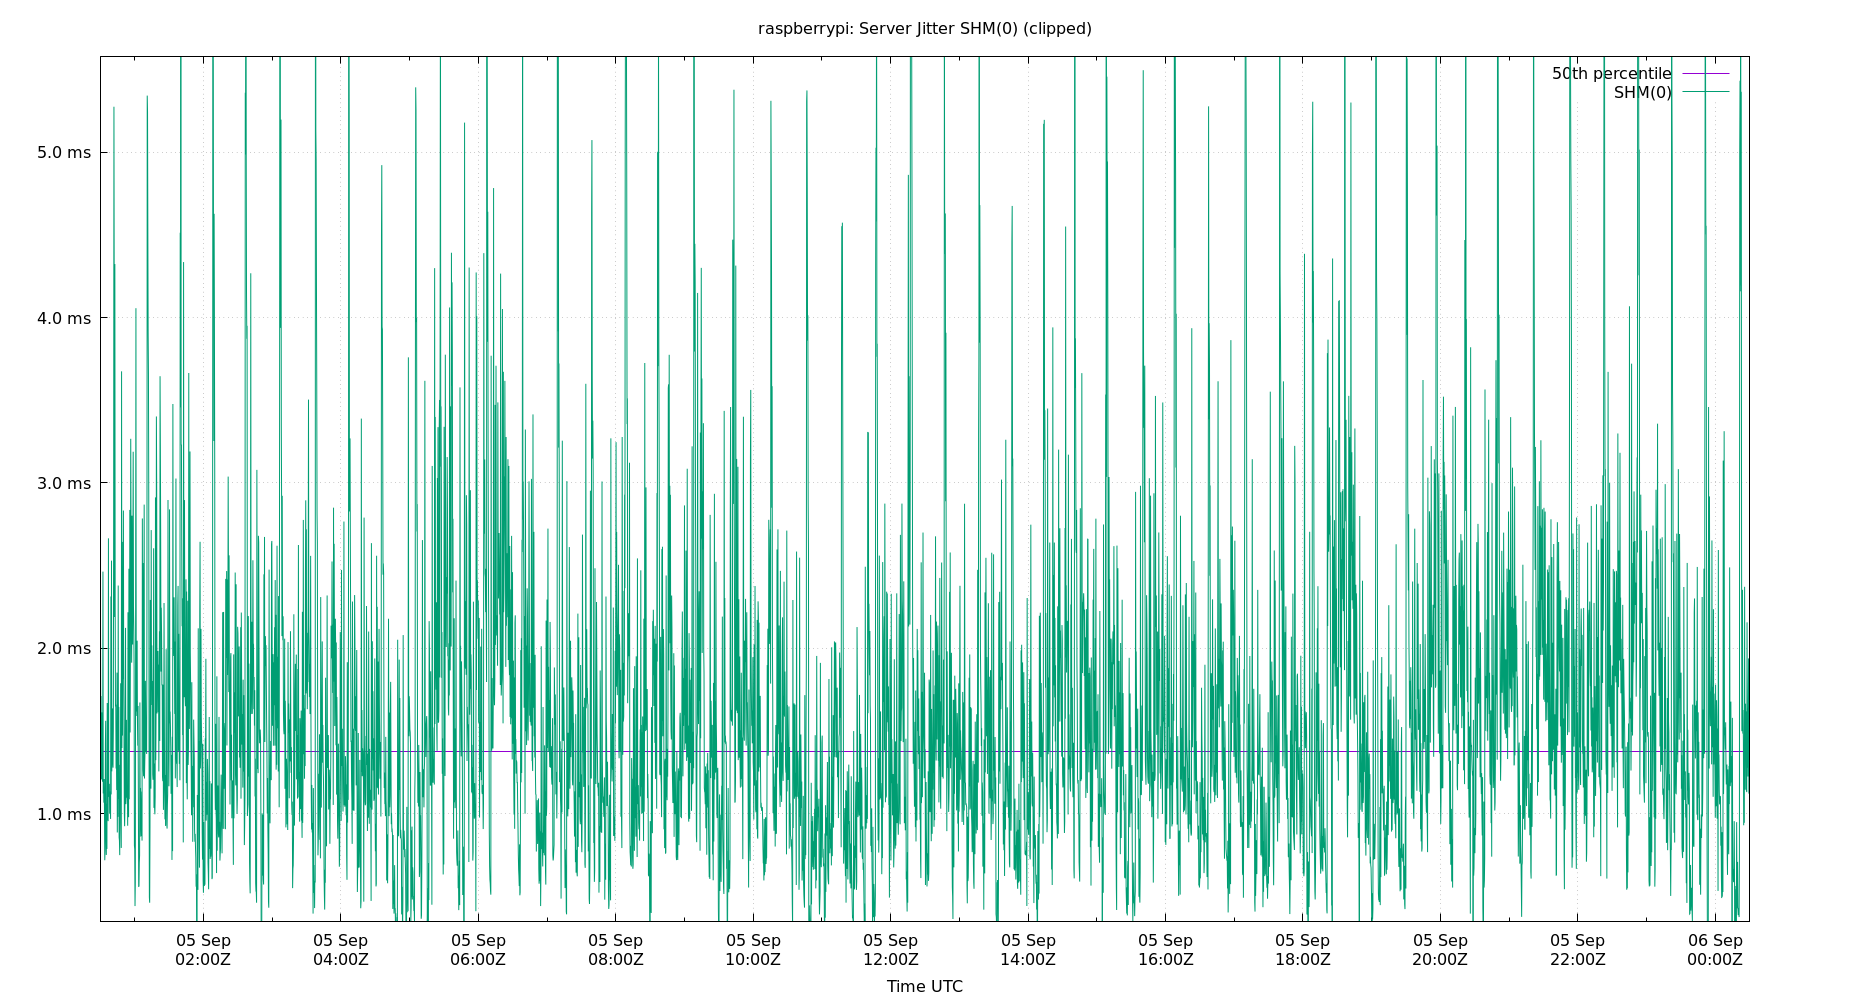 raspberrypi: Server Jitter SHM(0) (clipped)
50th percentile
SHM(0)
5.0 ms
4.0 ms
3.0 ms
2.0 ms
1.0 ms
05 Sep 05 Sep 05 Sep 05 Sep 05 Sep 05 Sep 05 Sep 05 Sep 05 Sep 05 Sep 05 Sep 06 Sep
02:00Z 04:00Z 06:00Z 08:00Z 10:00Z 12:00Z 14:00Z 16:00Z 18:00Z 20:00Z 22:00Z 00:00Z
Time UTC